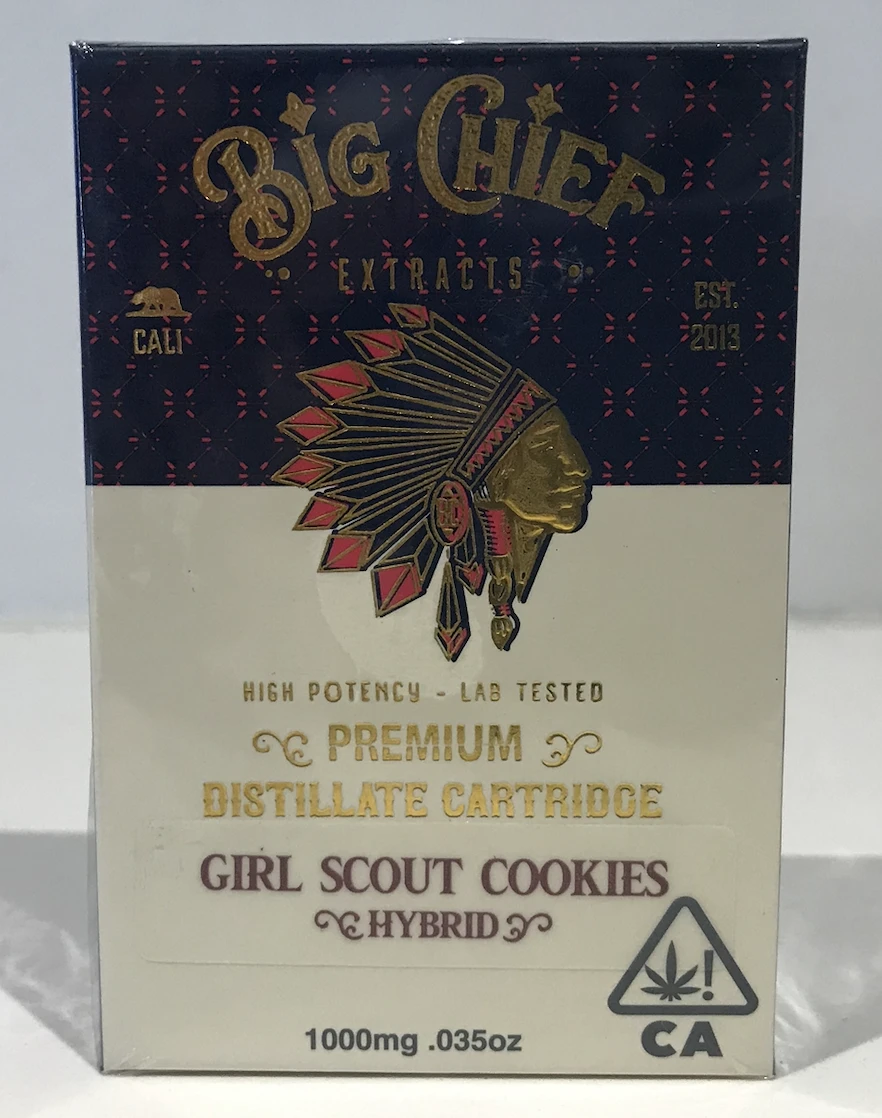 BIG CHIEF
EXTRACTS
CALI
EST.
2013
HIGH POTENCY - LAB TESTED
PREMIUM
DISTILLATE CARTRIDGE
GIRL SCOUT COOKIES
HYBRID
!
CA
1000mg .035oz